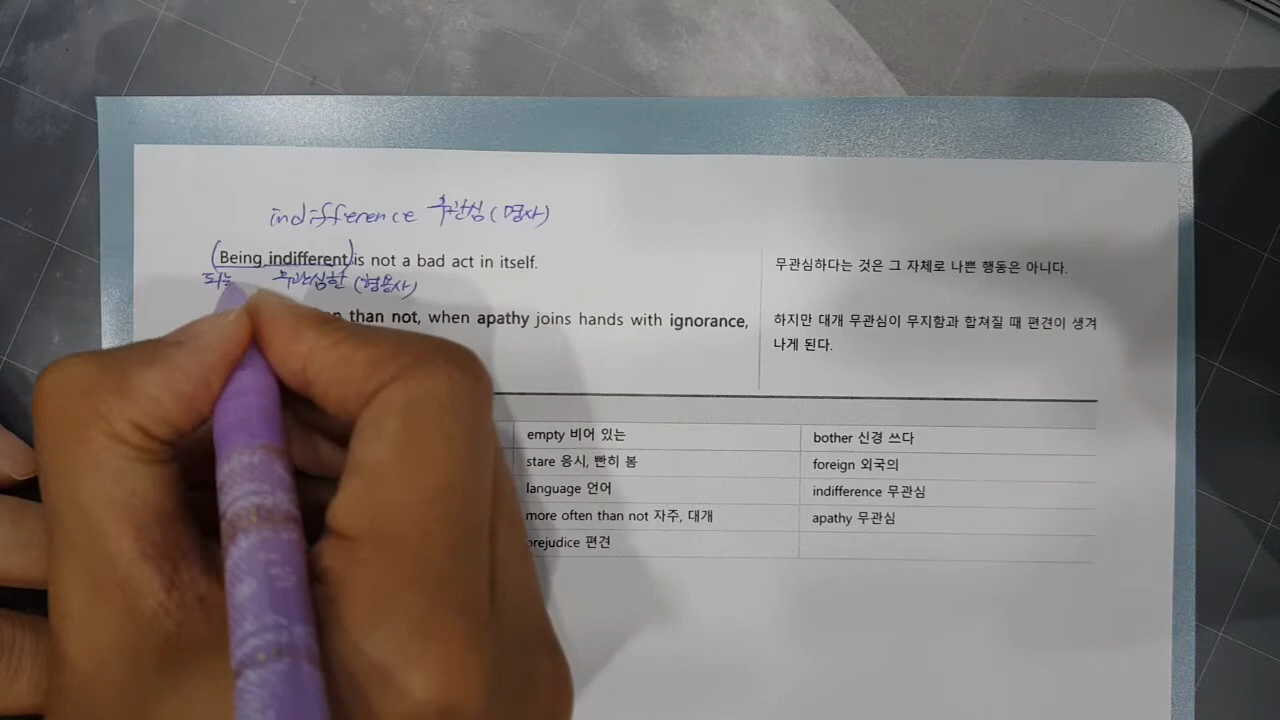 indifference 무관심 (명사)
(Being indifferent) is not a bad act in itself.
되는 무관심한 (형용사)
무관심하다는 것은 그 자체로 나쁜 행동은 아니다.
than not, when apathy joins hands with ignorance,
하지만 대개 무관심이 무지함과 합쳐질 때 편견이 생겨
나게 된다.
empty 비어 있는
bother 신경 쓰다
stare 응시, 빤히 봄
foreign 외국의
language 언어
indifference 무관심
more often than not 자주, 대개
apathy 무관심
prejudice 편견